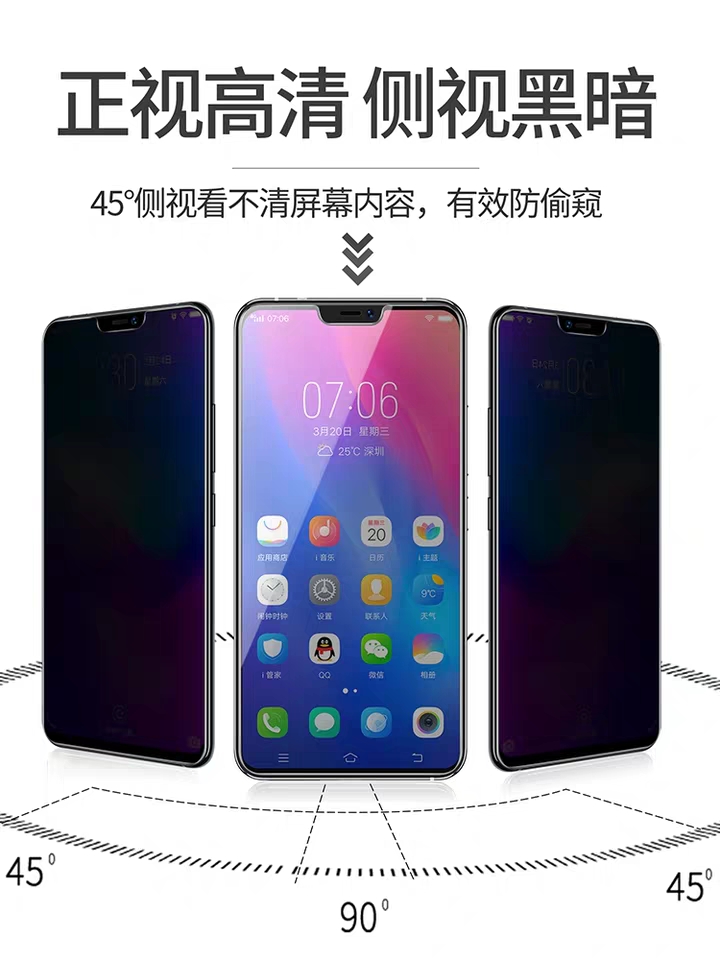 正视高清 侧视黑暗
45°侧视看不清屏幕内容，有效防偷窥
07:06
07:06
3月20日 星期三
25℃ 深圳
星期三
20
应用商店 i 音乐 日历 i 主题
9℃
闹钟时钟 设置 联系人 天气
i 管家 QQ 微信 相册
45°
90°
45°